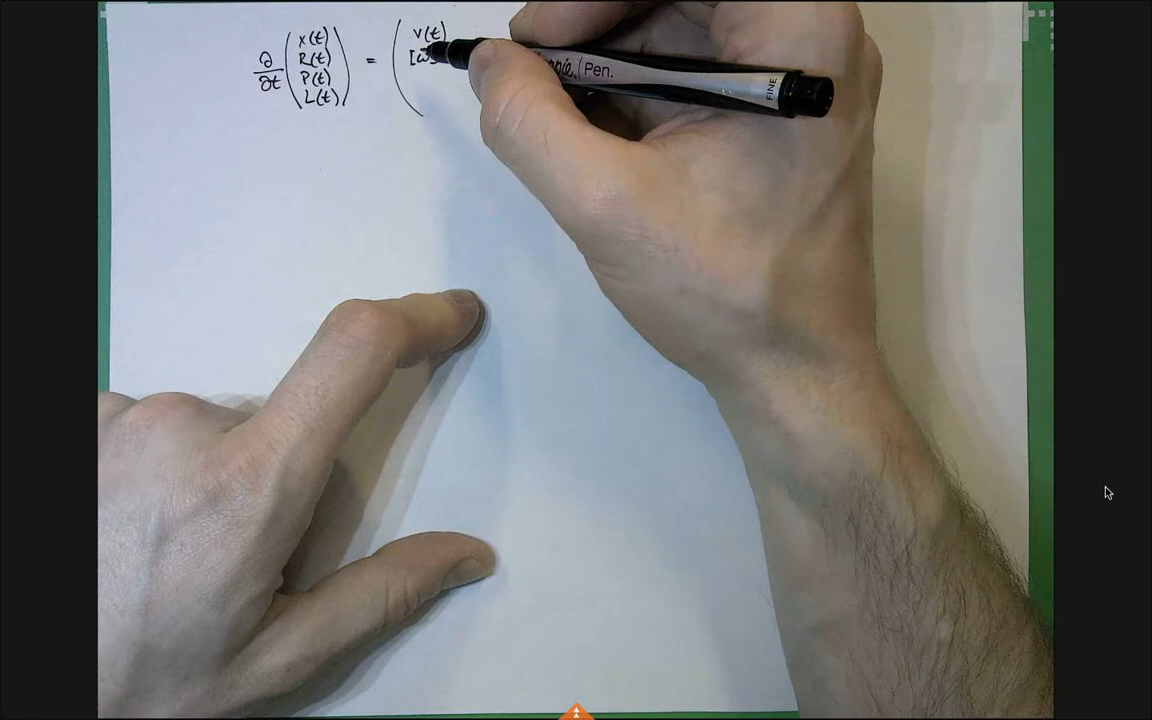 ∂/∂t ( x(t) R(t) P(t) L(t) ) = ( v(t) [ω
Pen.
FINE